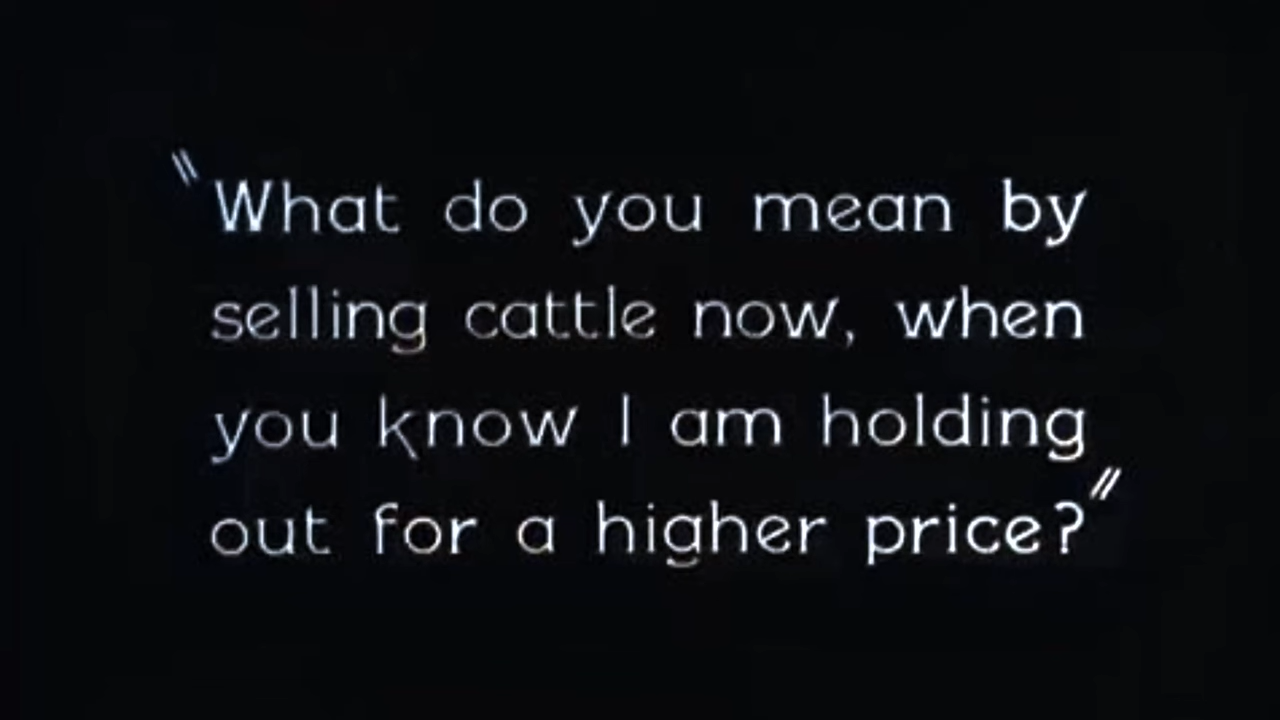 "What do you mean by
selling cattle now, when
you know I am holding
out for a higher price?"